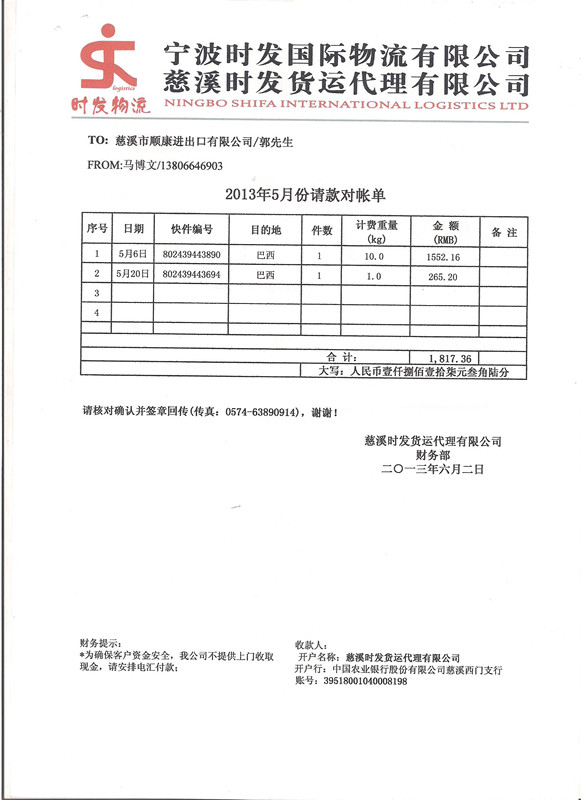 宁波时发国际物流有限公司
慈溪时发货运代理有限公司
NINGBO SHIFA INTERNATIONAL LOGISTICS LTD
logistics
时发物流
TO: 慈溪市顺康进出口有限公司/郭先生
FROM:马博文/13806646903
2013年5月份请款对帐单
序号 日期 快件编号 目的地 件数 计费重量(kg) 金 额(RMB) 备 注
1 5月6日 802439443890 巴西 1 10.0 1552.16
2 5月20日 802439443694 巴西 1 1.0 265.20
3
4
合 计: 1,817.36
大写: 人民币壹仟捌佰壹拾柒元叁角陆分
请核对确认并签章回传(传真: 0574-63890914), 谢谢!
慈溪时发货运代理有限公司
财务部
二〇一三年六月二日
财务提示:
*为确保客户资金安全, 我公司不提供上门收取
现金, 请安排电汇付款;
收款人:
开户名称: 慈溪时发货运代理有限公司
开户行: 中国农业银行股份有限公司慈溪西门支行
账号: 39518001040008198